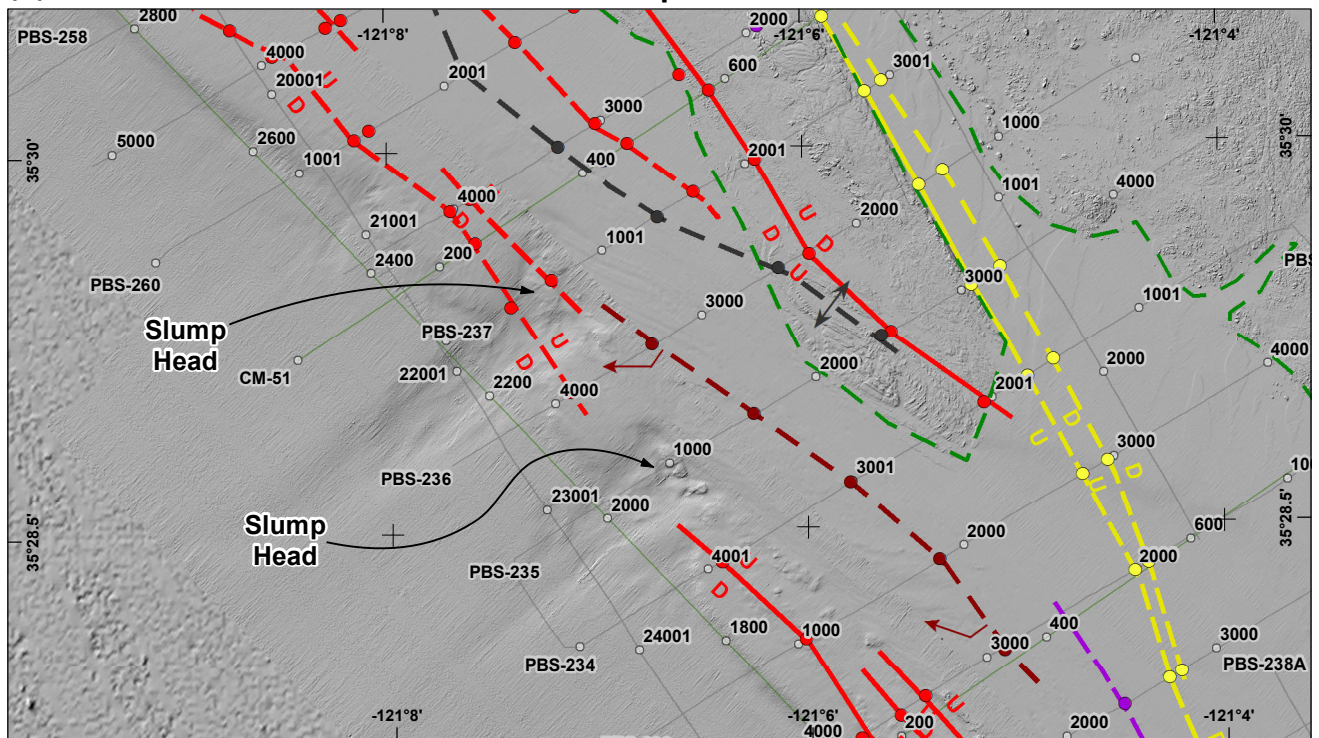 2800
-121°8'
2000
-121°6'
-121°4'
PBS-258
4000
U
600
3001
20001
2001
D
3000
1000
5000
2600
2001
35°30'
35°30'
1001
400
1001
4000
4000
U
2000
D
21001
D
D
200
1001
2400
U
3000
PBS-260
3000
1001
Slump
Head
PBS-237
U
2000
D
2000
4000
CM-51
22001
2200
4000
2001
D
U
3000
D
1000
3001
PBS-236
U
23001
2000
Slump
Head
600
35°28.5'
35°28.5'
2000
4001
U
2000
PBS-235
D
400
24001
1800
1000
3000
3000
PBS-234
PBS-238A
U
-121°8'
-121°6'
-121°4'
4000
200
2000